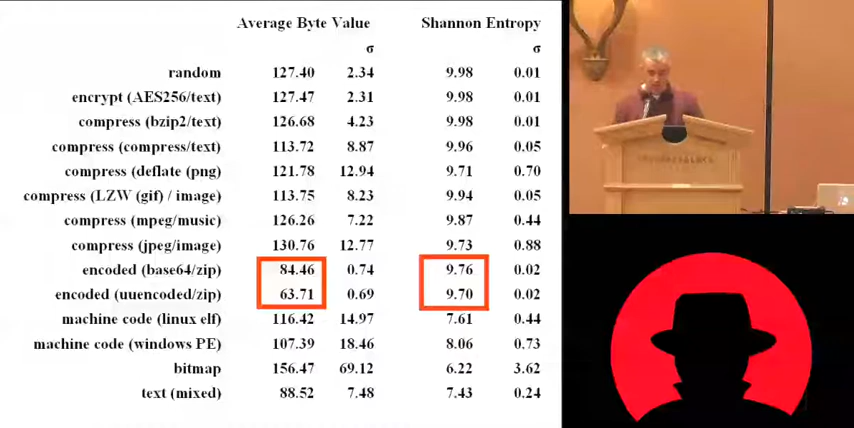 Average Byte Value Shannon Entropy
σ σ
random 127.40 2.34 9.98 0.01
encrypt (AES256/text) 127.47 2.31 9.98 0.01
compress (bzip2/text) 126.68 4.23 9.98 0.01
compress (compress/text) 113.72 8.87 9.96 0.05
compress (deflate (png) 121.78 12.94 9.71 0.70
compress (LZW (gif) / image) 113.75 8.23 9.94 0.05
compress (mpeg/music) 126.26 7.22 9.87 0.44
compress (jpeg/image) 130.76 12.77 9.73 0.88
encoded (base64/zip) 84.46 0.74 9.76 0.02
encoded (uuencoded/zip) 63.71 0.69 9.70 0.02
machine code (linux elf) 116.42 14.97 7.61 0.44
machine code (windows PE) 107.39 18.46 8.06 0.73
bitmap 156.47 69.12 6.22 3.62
text (mixed) 88.52 7.48 7.43 0.24